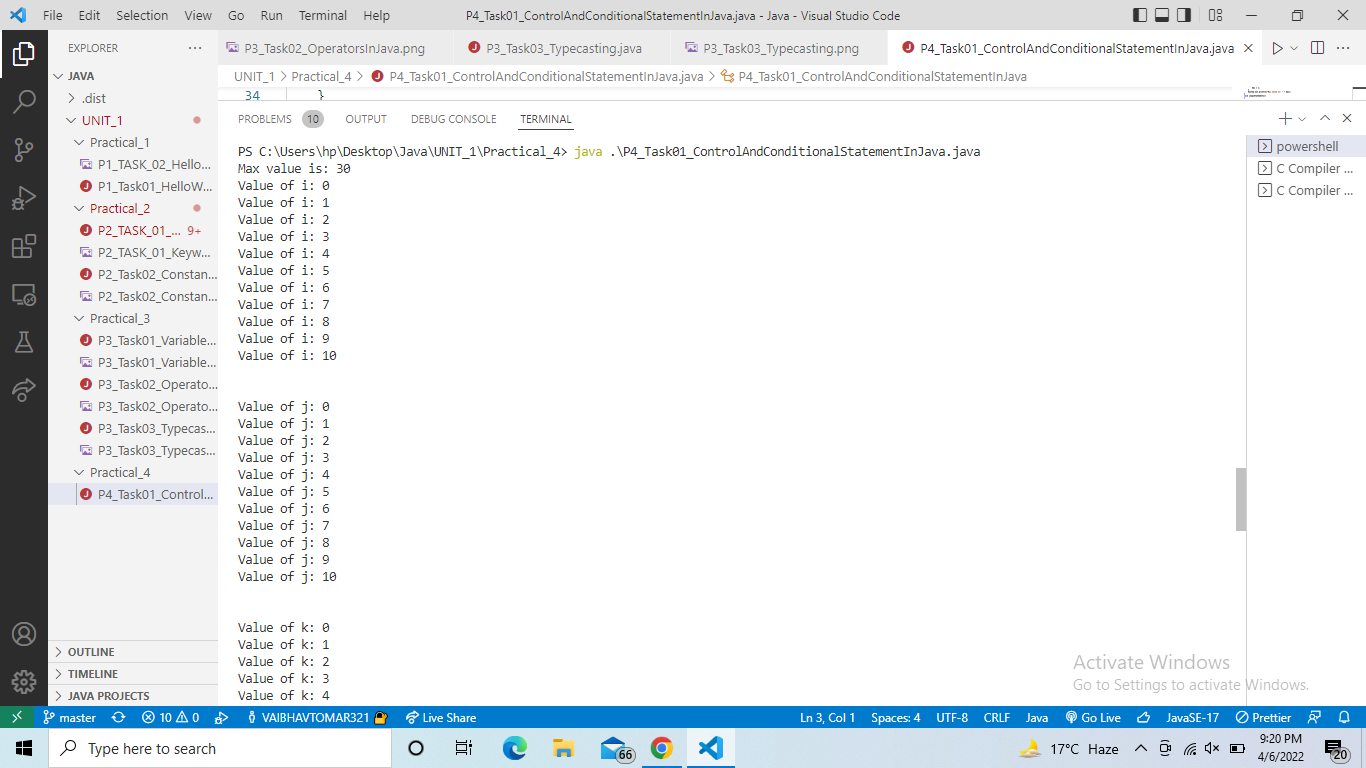 File Edit Selection View Go Run Terminal Help P4_Task01_ControlAndConditionalStatementInJava.java - Java - Visual Studio Code
EXPLORER ···
P3_Task02_OperatorsInJava.png P3_Task03_Typecasting.java P3_Task03_Typecasting.png P4_Task01_ControlAndConditionalStatementInJava.java
UNIT_1 > Practical_4 > P4_Task01_ControlAndConditionalStatementInJava.java > P4_Task01_ControlAndConditionalStatementInJava
34 }
JAVA
.dist
UNIT_1
Practical_1
P1_TASK_02_Hello...
P1_Task01_HelloW...
Practical_2
P2_TASK_01_... 9+
P2_TASK_01_Keyw...
P2_Task02_Constan...
P2_Task02_Constan...
Practical_3
P3_Task01_Variable...
P3_Task01_Variable...
P3_Task02_Operato...
P3_Task02_Operato...
P3_Task03_Typecas...
P3_Task03_Typecas...
Practical_4
P4_Task01_Control...
OUTLINE
TIMELINE
JAVA PROJECTS
PROBLEMS 10 OUTPUT DEBUG CONSOLE TERMINAL
PS C:\Users\hp\Desktop\Java\UNIT_1\Practical_4> java .\P4_Task01_ControlAndConditionalStatementInJava.java
Max value is: 30
Value of i: 0
Value of i: 1
Value of i: 2
Value of i: 3
Value of i: 4
Value of i: 5
Value of i: 6
Value of i: 7
Value of i: 8
Value of i: 9
Value of i: 10
Value of j: 0
Value of j: 1
Value of j: 2
Value of j: 3
Value of j: 4
Value of j: 5
Value of j: 6
Value of j: 7
Value of j: 8
Value of j: 9
Value of j: 10
Value of k: 0
Value of k: 1
Value of k: 2
Value of k: 3
Value of k: 4
powershell
C Compiler ...
C Compiler ...
Activate Windows
Go to Settings to activate Windows.
master 10 0 VAIBHAVTOMAR321 Live Share Ln 3, Col 1 Spaces: 4 UTF-8 CRLF Java Go Live JavaSE-17 Prettier
Type here to search 66 17°C Haze 9:20 PM
4/6/2022 20